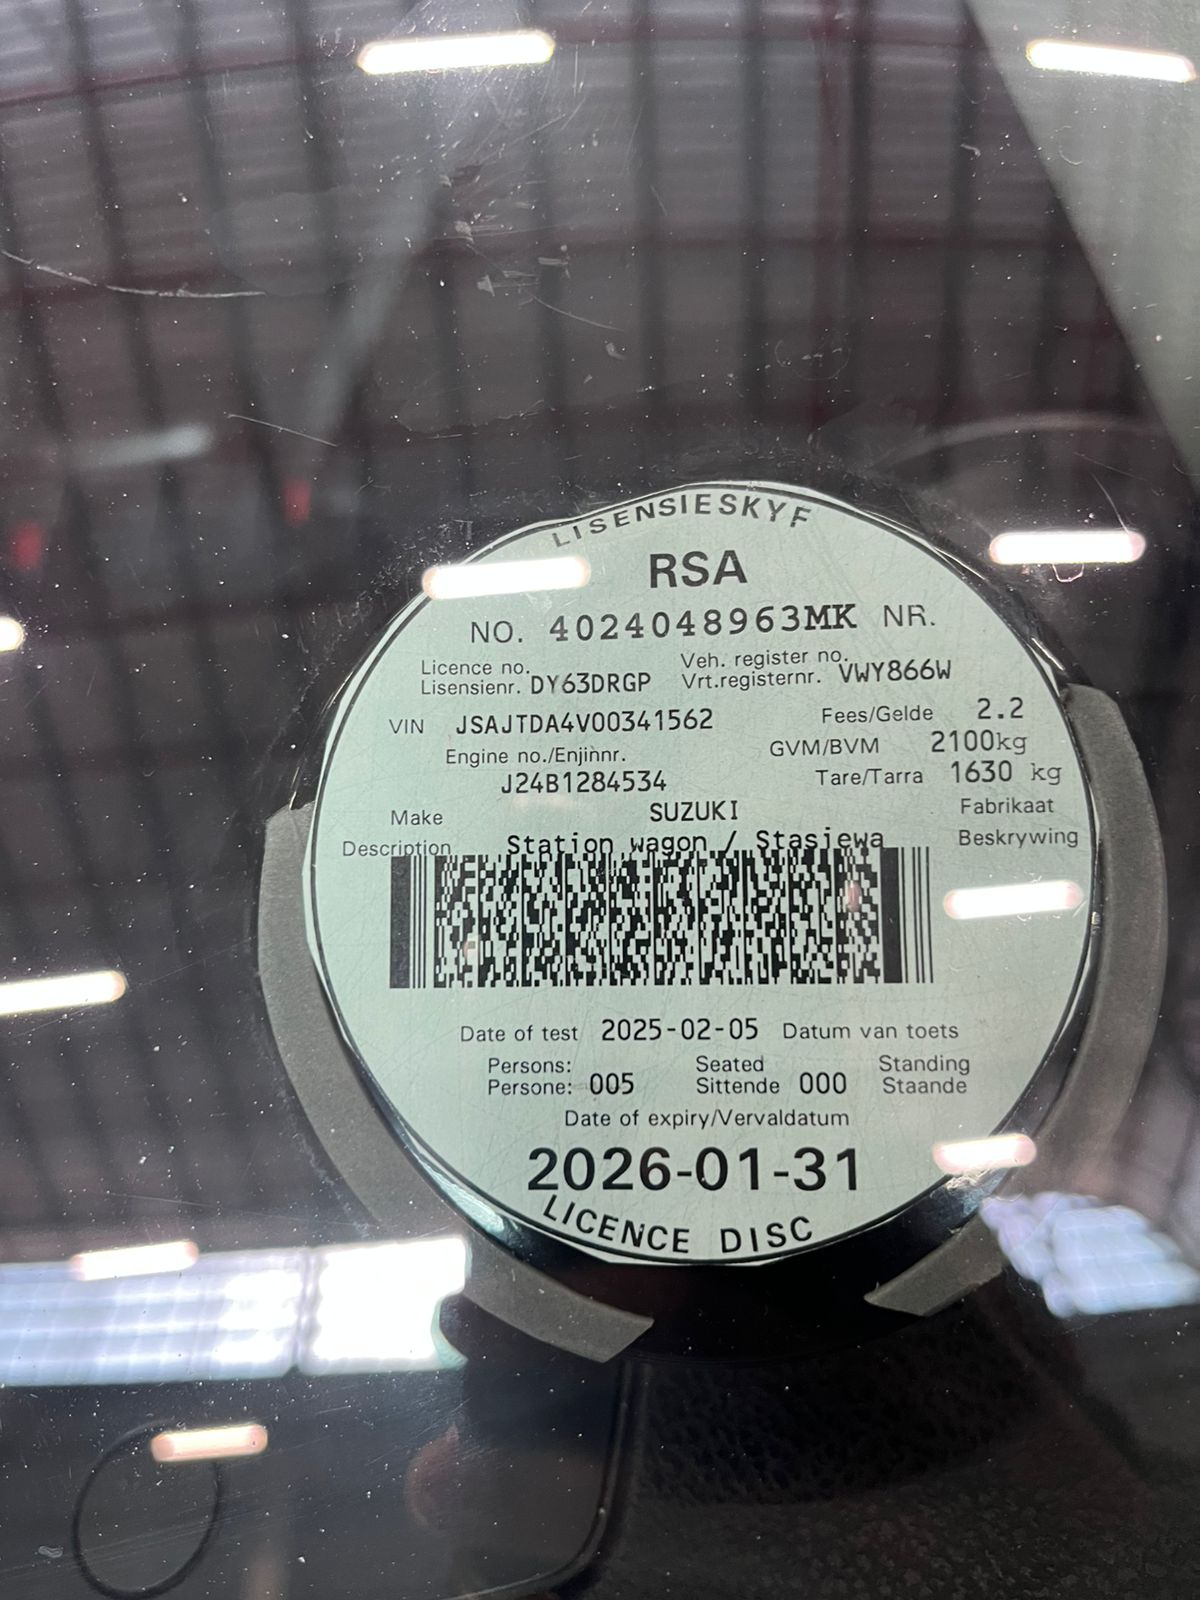 LISENSIESKYF
RSA
NO. 4024048963MK NR.
Licence no. Veh. register no.
Lisensienr. DY63DRGP Vrt.registernr. VWY866W
VIN JSAJTDA4V00341562 Fees/Gelde 2.2
Engine no./Enjinnr. GVM/BVM 2100kg
J24B1284534 Tare/Tarra 1630 kg
Make SUZUKI Fabrikaat
Description Station wagon / Stasiewa Beskrywing
Date of test 2025-02-05 Datum van toets
Persons: Seated Standing
Persone: 005 Sittende 000 Staande
Date of expiry/Vervaldatum
2026-01-31
LICENCE DISC